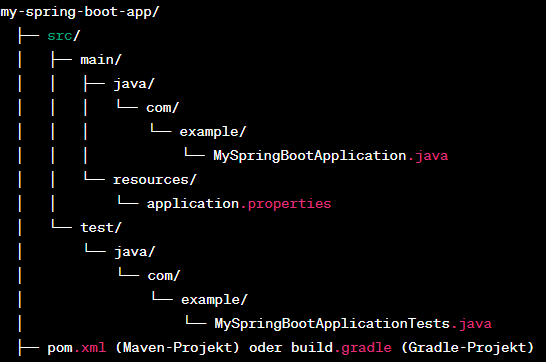 my-spring-boot-app/
├── src/
│   ├── main/
│   │   ├── java/
│   │   │   └── com/
│   │   │       └── example/
│   │   │           └── MySpringBootApplication.java
│   │   └── resources/
│   │       └── application.properties
│   └── test/
│       └── java/
│           └── com/
│               └── example/
│                   └── MySpringBootApplicationTests.java
├── pom.xml (Maven-Projekt) oder build.gradle (Gradle-Projekt)